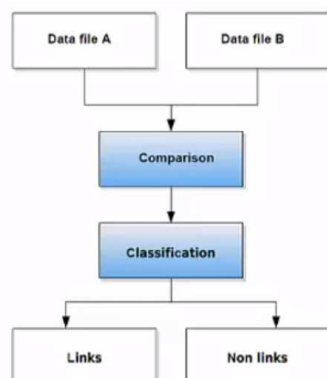 Data file A
Data file B
Comparison
Classification
Links
Non links